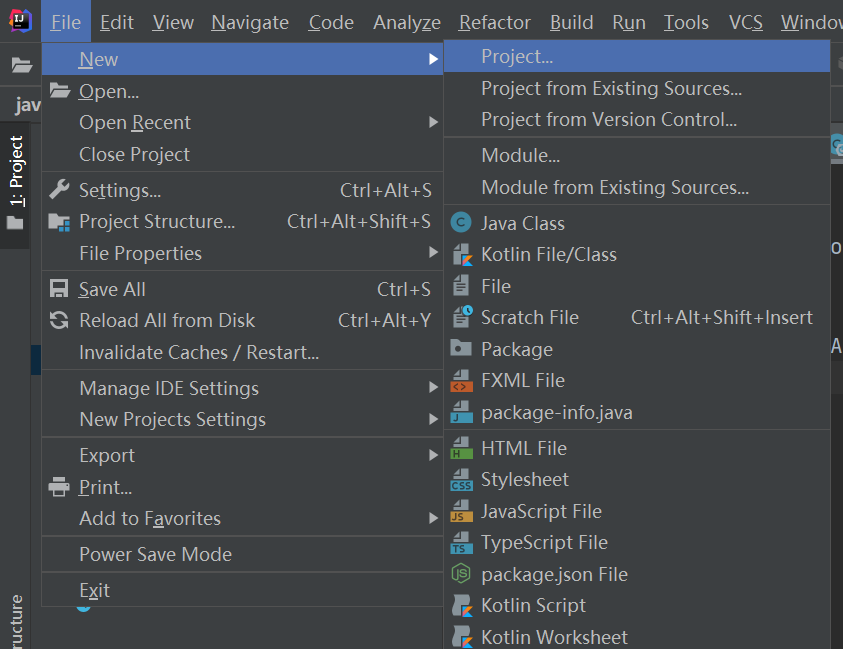 File Edit View Navigate Code Analyze Refactor Build Run Tools VCS Window
jav
1: Project
New
Open...
Open Recent
Close Project
Settings... Ctrl+Alt+S
Project Structure... Ctrl+Alt+Shift+S
File Properties
Save All Ctrl+S
Reload All from Disk Ctrl+Alt+Y
Invalidate Caches / Restart...
Manage IDE Settings
New Projects Settings
Export
Print...
Add to Favorites
Power Save Mode
Exit
ructure
Project...
Project from Existing Sources...
Project from Version Control...
Module...
Module from Existing Sources...
Java Class
Kotlin File/Class
File
Scratch File Ctrl+Alt+Shift+Insert
Package
FXML File
package-info.java
HTML File
Stylesheet
JavaScript File
TypeScript File
package.json File
Kotlin Script
Kotlin Worksheet